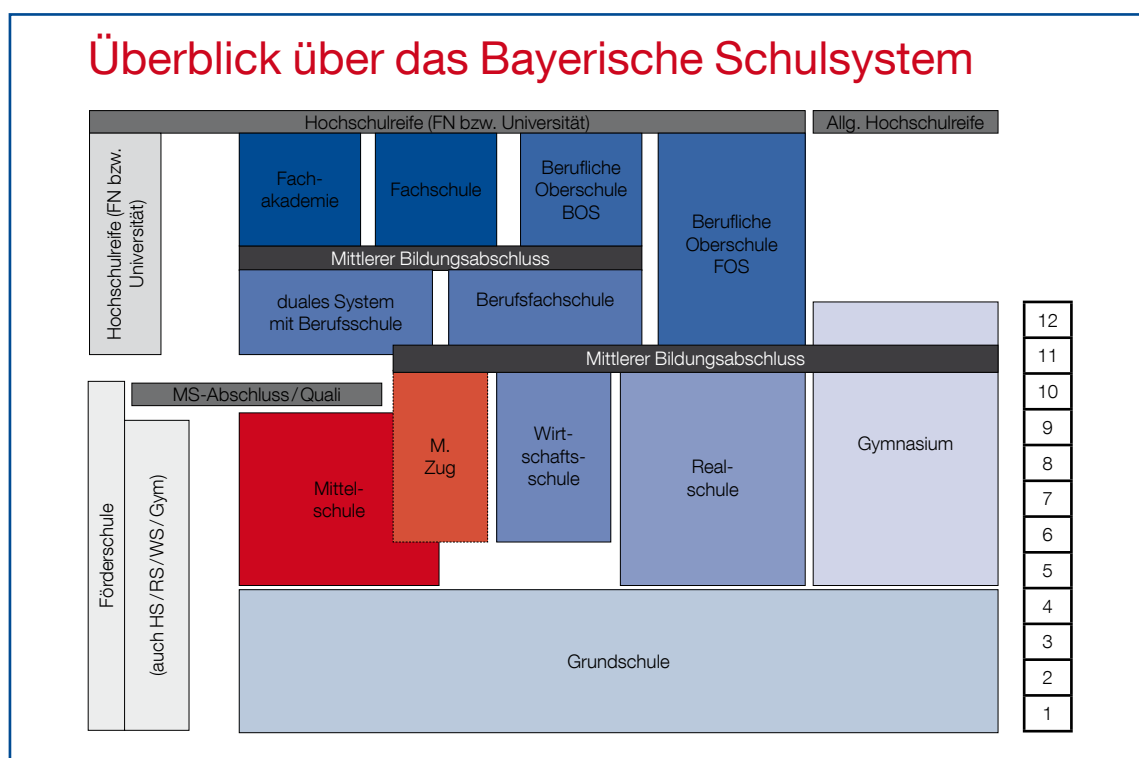 Überblick über das Bayerische Schulsystem
Hochschulreife (FN bzw. Universität)
Allg. Hochschulreife
Hochschulreife (FN bzw.
Universität)
Fach-
akademie
Fachschule
Berufliche
Oberschule
BOS
Berufliche
Oberschule
FOS
Mittlerer Bildungsabschluss
duales System
mit Berufsschule
Berufsfachschule
Mittlerer Bildungsabschluss
MS-Abschluss/Quali
Förderschule
(auch HS/RS/WS/Gym)
Mittel-
schule
M.
Zug
Wirt-
schafts-
schule
Real-
schule
Gymnasium
Grundschule
12
11
10
9
8
7
6
5
4
3
2
1